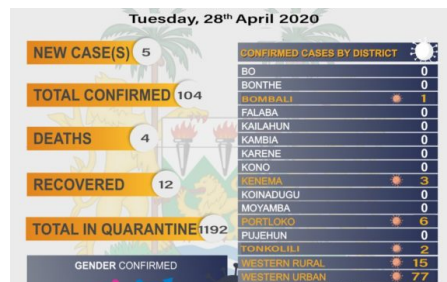 Tuesday, 28th April 2020
NEW CASE(S) 5
TOTAL CONFIRMED 104
DEATHS 4
RECOVERED 12
TOTAL IN QUARANTINE 1192
GENDER CONFIRMED
CONFIRMED CASES BY DISTRICT
BO 0
BONTHE 0
BOMBALI 1
FALABA 0
KAILAHUN 0
KAMBIA 0
KARENE 0
KONO 0
KENEMA 3
KOINADUGU 0
MOYAMBA 0
PORTLOKO 6
PUJEHUN 0
TONKOLILI 2
WESTERN RURAL 15
WESTERN URBAN 77